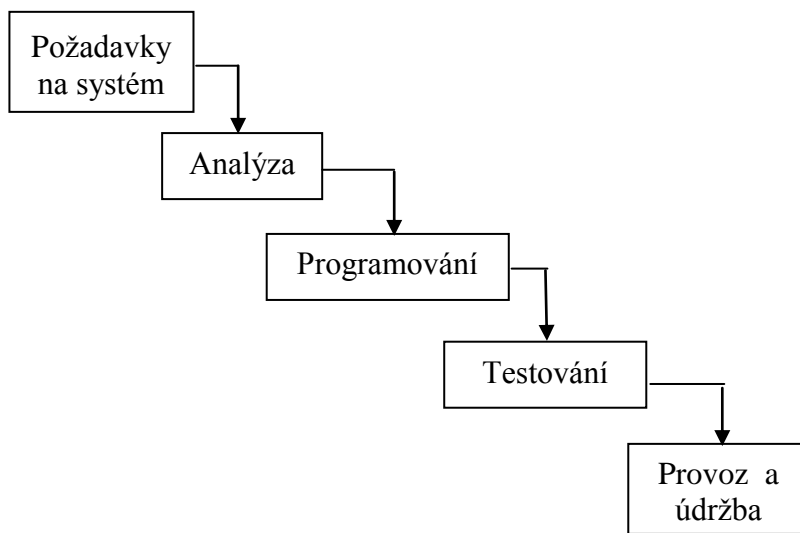 Požadavky
na systém
Analýza
Programování
Testování
Provoz a
údržba